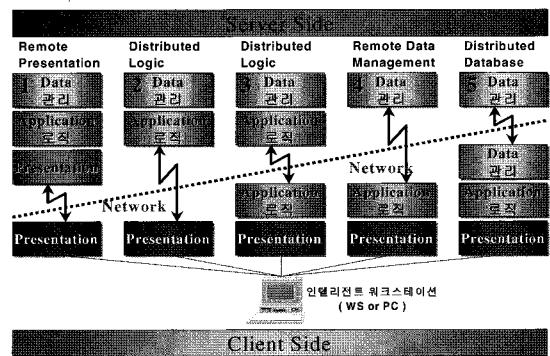 Server Side
Remote Presentation
Distributed Logic
Distributed Logic
Remote Data Management
Distributed Database
1 Data 관리
2 Data 관리
3 Data 관리
4 Data 관리
5 Data 관리
Application 로직
Application 로직
Application 로직
Presentation
Data 관리
Network
Network
Application 로직
Application 로직
Application 로직
Presentation
Presentation
Presentation
Presentation
Presentation
인텔리전트 워크스테이션
( WS or PC )
Client Side